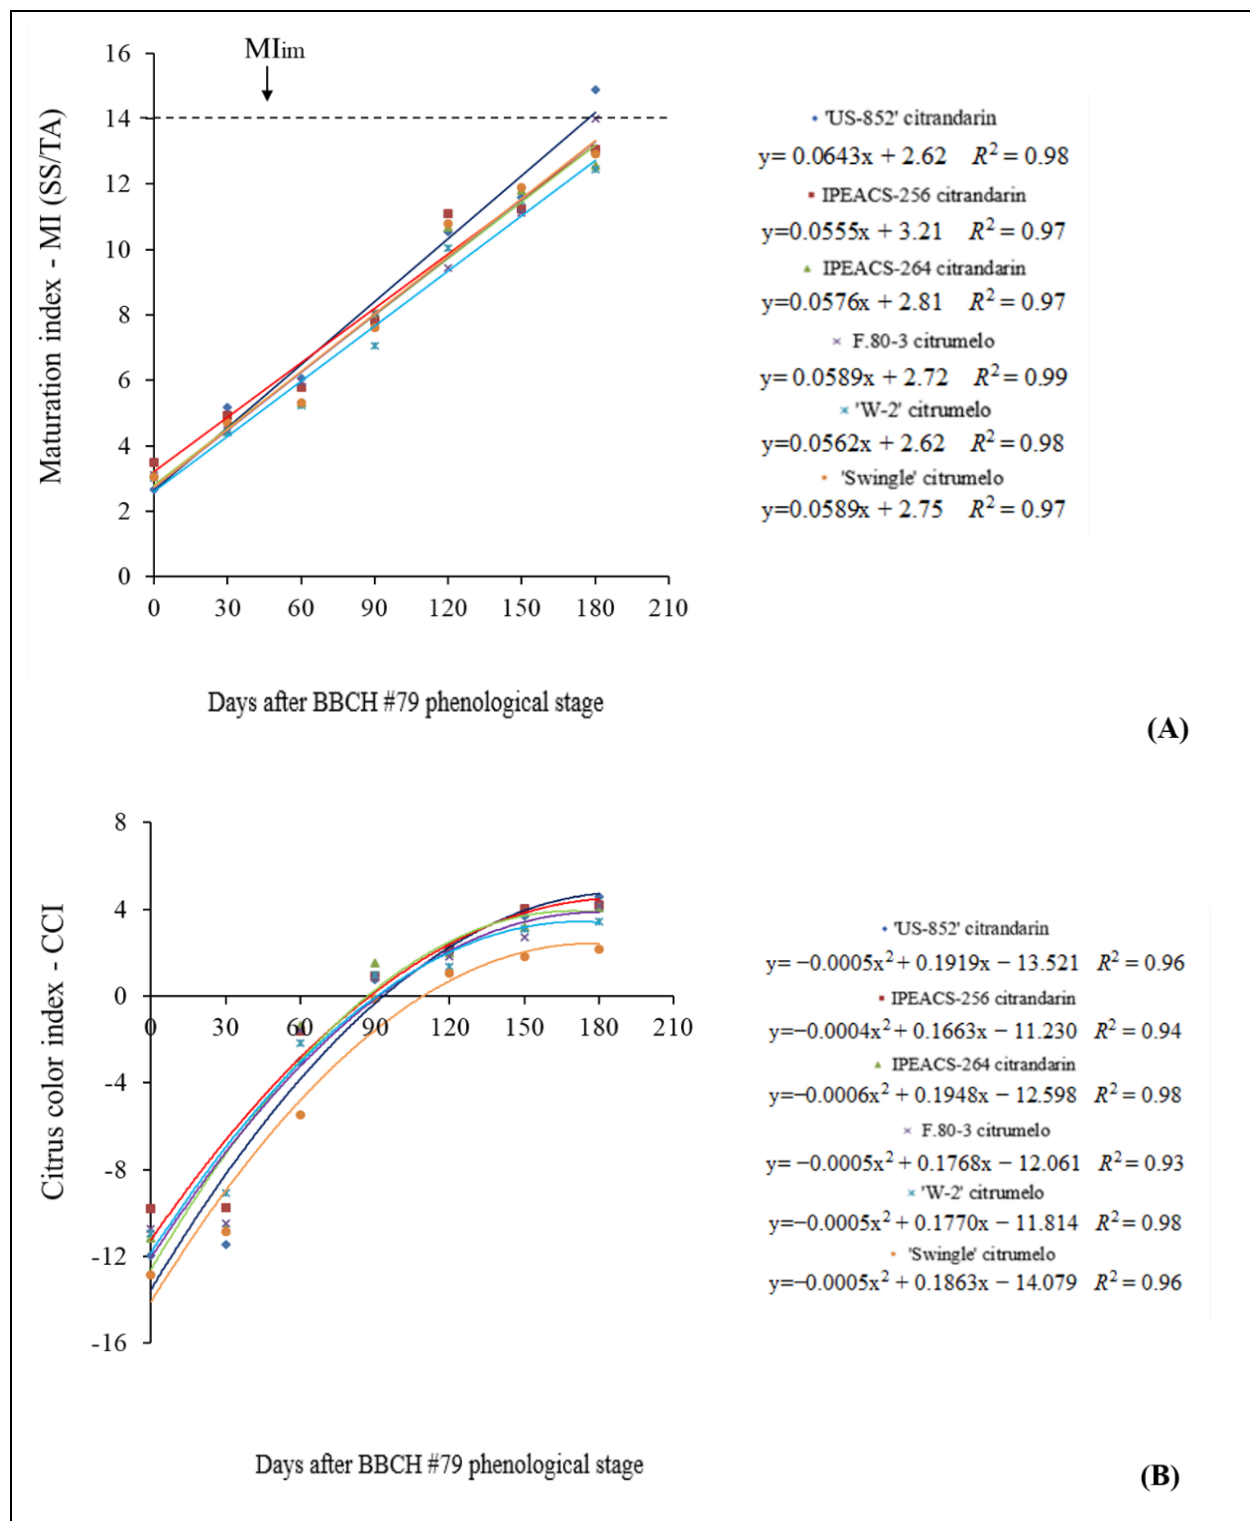 MIim
16
14
12
10
8
6
4
2
0
0 30 60 90 120 150 180 210
Maturation index - MI (SS/TA)
Days after BBCH #79 phenological stage
'US-852' citrandarin
y= 0.0643x + 2.62 R² = 0.98
IPEACS-256 citrandarin
y=0.0555x + 3.21 R² = 0.97
IPEACS-264 citrandarin
y=0.0576x + 2.81 R² = 0.97
F.80-3 citrumelo
y= 0.0589x + 2.72 R² = 0.99
'W-2' citrumelo
y=0.0562x + 2.62 R² = 0.98
'Swingle' citrumelo
y=0.0589x + 2.75 R² = 0.97
(A)
8
4
0
-4
-8
-12
-16
0 30 60 90 120 150 180 210
Citrus color index - CCI
Days after BBCH #79 phenological stage
'US-852' citrandarin
y= −0.0005x² + 0.1919x − 13.521 R² = 0.96
IPEACS-256 citrandarin
y=−0.0004x² + 0.1663x − 11.230 R² = 0.94
IPEACS-264 citrandarin
y=−0.0006x² + 0.1948x − 12.598 R² = 0.98
F.80-3 citrumelo
y= −0.0005x² + 0.1768x − 12.061 R² = 0.93
'W-2' citrumelo
y=−0.0005x² + 0.1770x − 11.814 R² = 0.98
'Swingle' citrumelo
y=−0.0005x² + 0.1863x − 14.079 R² = 0.96
(B)